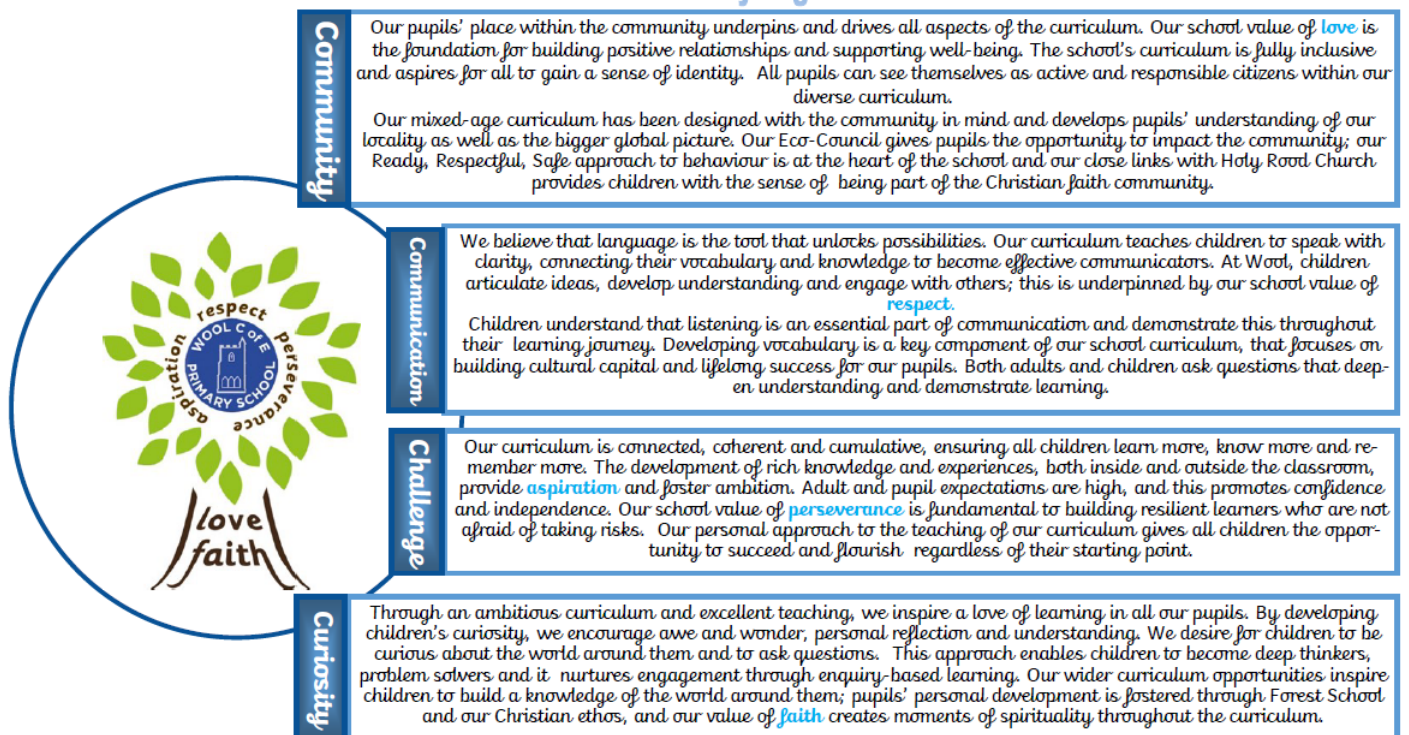 Community
Our pupils' place within the community underpins and drives all aspects of the curriculum. Our school value of love is
the foundation for building positive relationships and supporting well-being. The school's curriculum is fully inclusive
and aspires for all to gain a sense of identity. All pupils can see themselves as active and responsible citizens within our
diverse curriculum.
Our mixed-age curriculum has been designed with the community in mind and develops pupils' understanding of our
locality as well as the bigger global picture. Our Eco-Council gives pupils the opportunity to impact the community; our
Ready, Respectful, Safe approach to behaviour is at the heart of the school and our close links with Holy Rood Church
provides children with the sense of being part of the Christian faith community.
Communication
We believe that language is the tool that unlocks possibilities. Our curriculum teaches children to speak with
clarity, connecting their vocabulary and knowledge to become effective communicators. At Wool, children
articulate ideas, develop understanding and engage with others; this is underpinned by our school value of
respect.
Children understand that listening is an essential part of communication and demonstrate this throughout
their learning journey. Developing vocabulary is a key component of our school curriculum, that focuses on
building cultural capital and lifelong success for our pupils. Both adults and children ask questions that deep-
en understanding and demonstrate learning.
aspiration respect perseverance
WOOL C of E
PRIMARY SCHOOL
love
faith
Challenge
Our curriculum is connected, coherent and cumulative, ensuring all children learn more, know more and re-
member more. The development of rich knowledge and experiences, both inside and outside the classroom,
provide aspiration and foster ambition. Adult and pupil expectations are high, and this promotes confidence
and independence. Our school value of perseverance is fundamental to building resilient learners who are not
afraid of taking risks. Our personal approach to the teaching of our curriculum gives all children the oppor-
tunity to succeed and flourish regardless of their starting point.
Curiosity
Through an ambitious curriculum and excellent teaching, we inspire a love of learning in all our pupils. By developing
children's curiosity, we encourage awe and wonder, personal reflection and understanding. We desire for children to be
curious about the world around them and to ask questions. This approach enables children to become deep thinkers,
problem solvers and it nurtures engagement through enquiry-based learning. Our wider curriculum opportunities inspire
children to build a knowledge of the world around them; pupils' personal development is fostered through Forest School
and our Christian ethos, and our value of faith creates moments of spirituality throughout the curriculum.